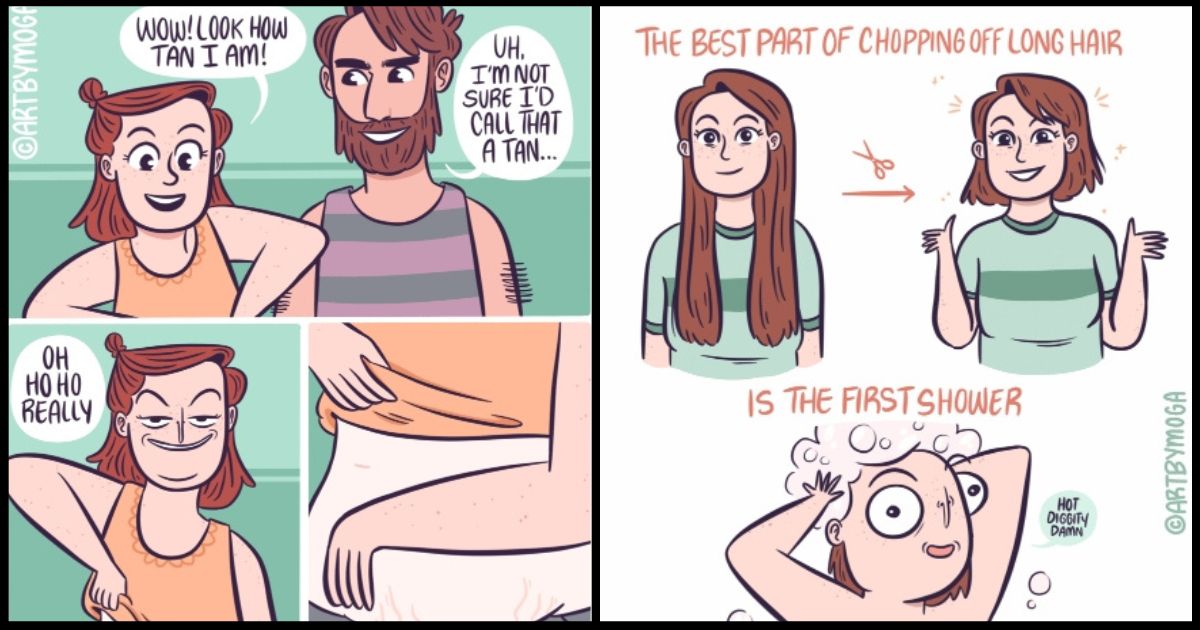 ©ARTBYMOGA
WOW! LOOK HOW
TAN I AM!
UH,
I'M NOT
SURE I'D
CALL THAT
A TAN...
OH
HO HO
REALLY
THE BEST PART OF CHOPPING OFF LONG HAIR
IS THE FIRST SHOWER
HOT
DIGGITY
DAMN
©ARTBYMOGA